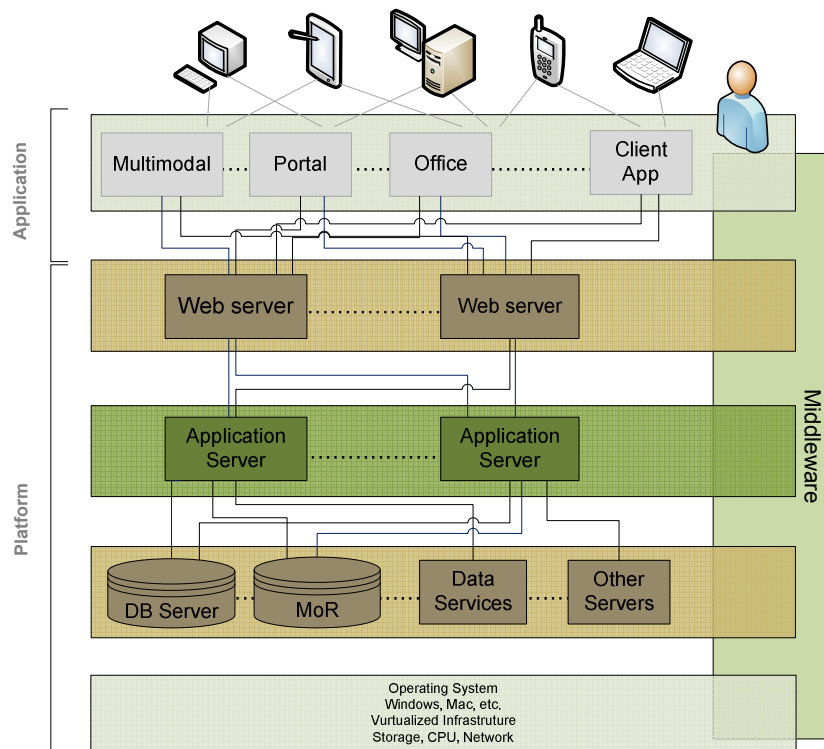 Application
Multimodal
Portal
Office
Client
App
Web server
Web server
Middleware
Platform
Application
Server
Application
Server
DB Server
MoR
Data
Services
Other
Servers
Operating System
Windows, Mac, etc.
Vurtualized Infrastruture
Storage, CPU, Network